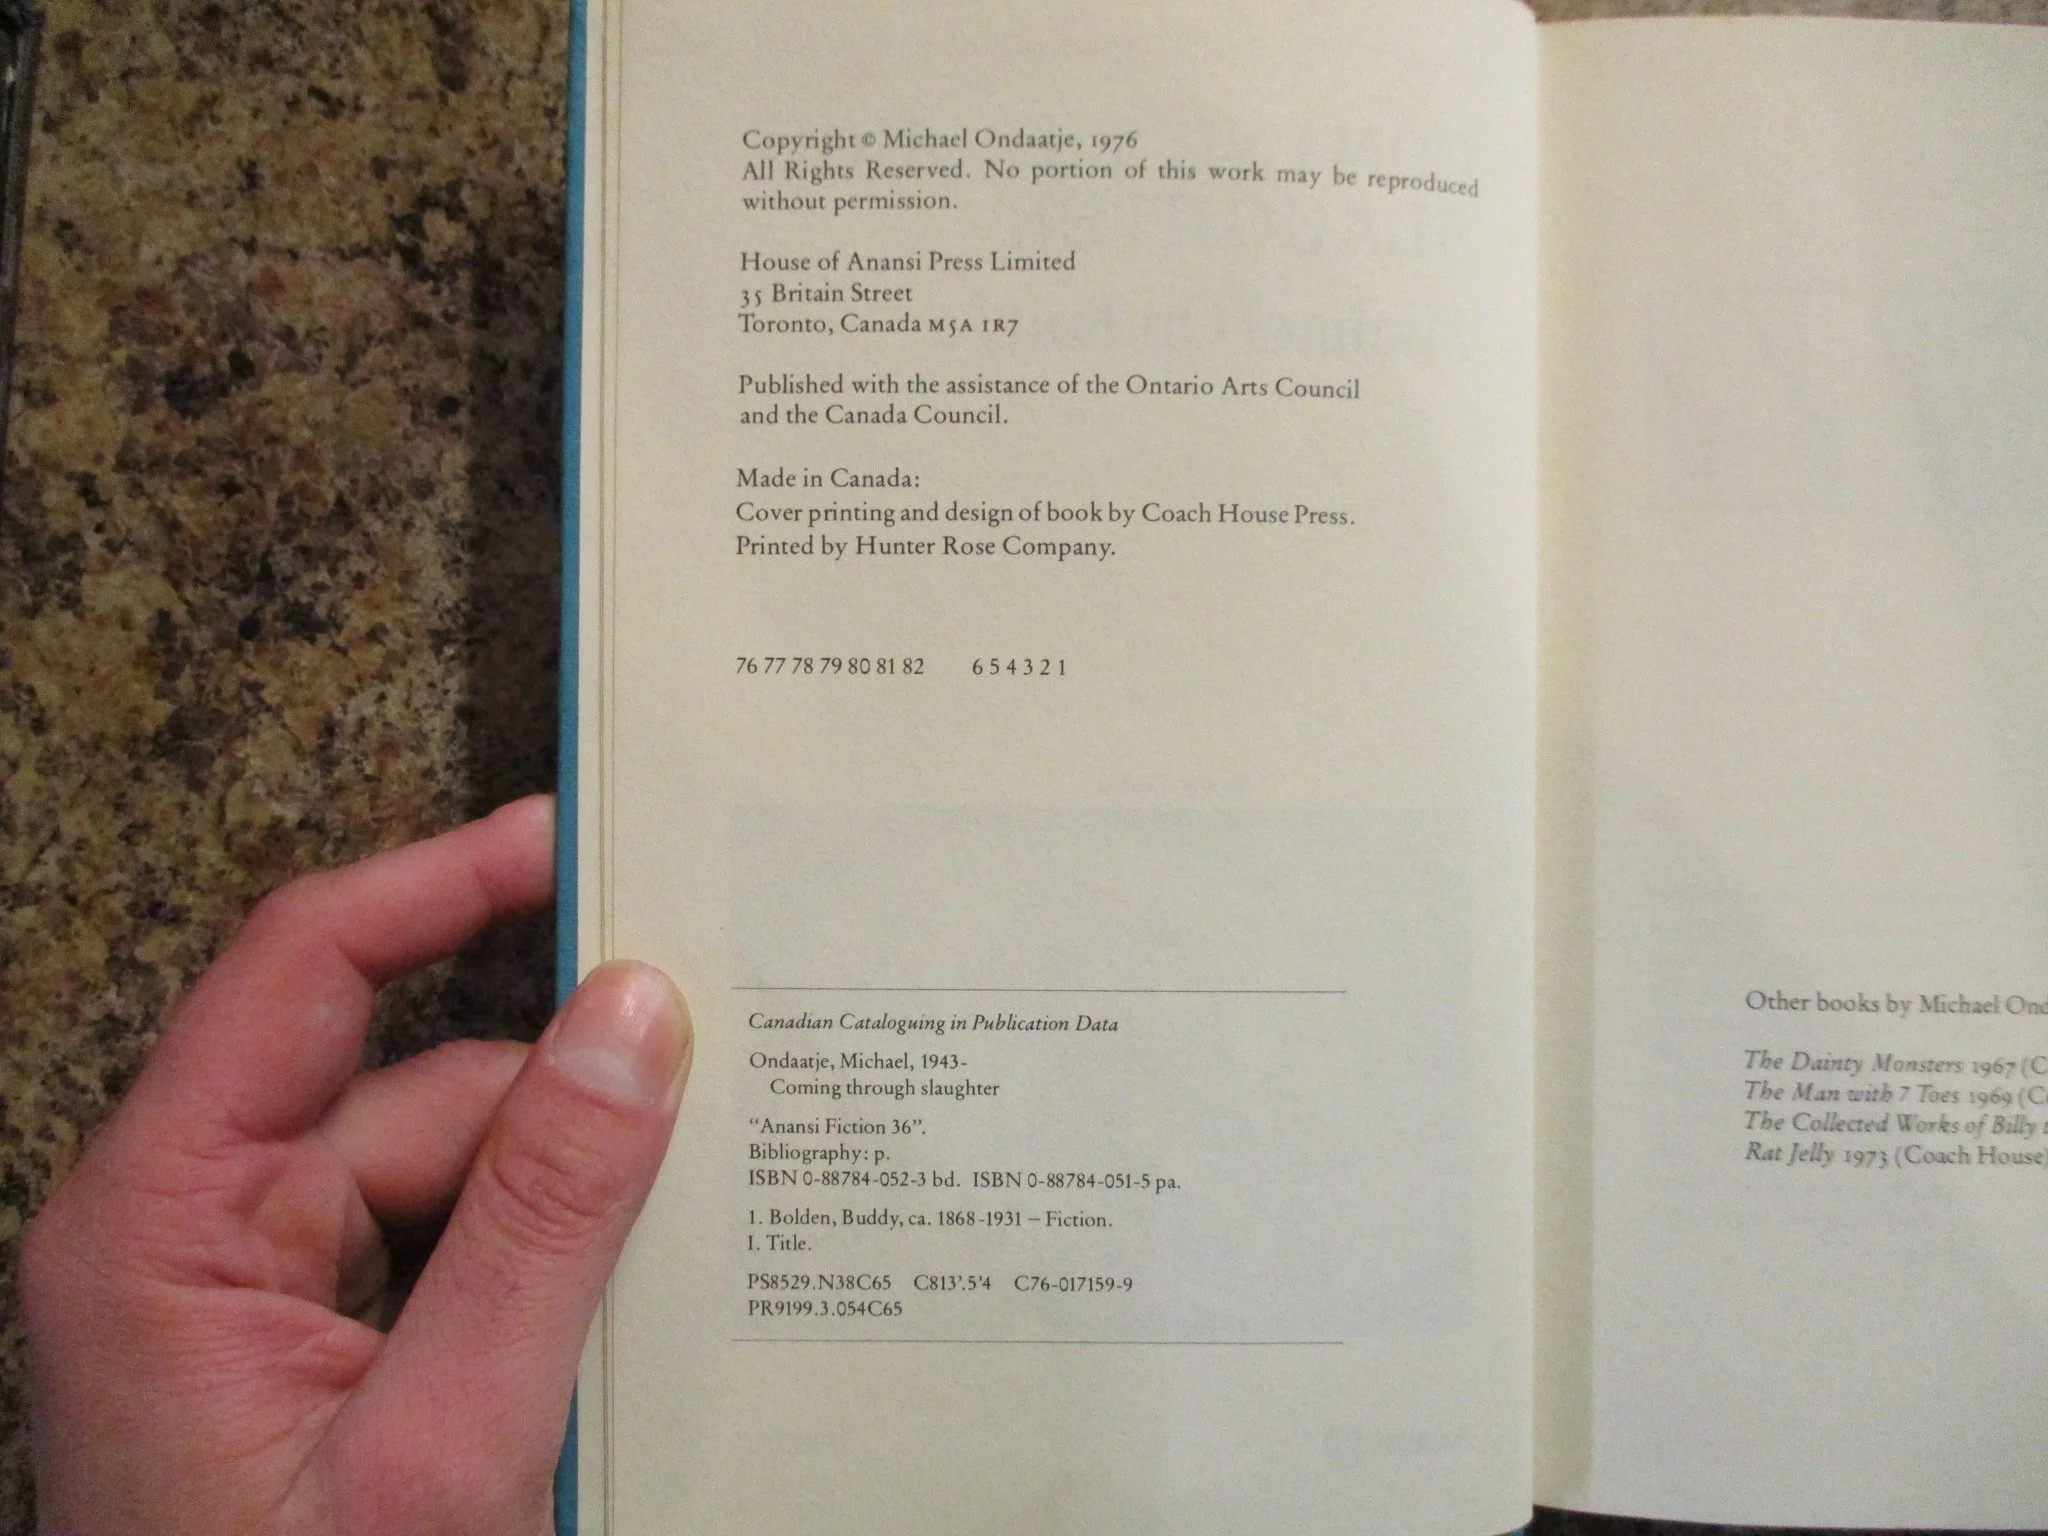 Copyright © Michael Ondaatje, 1976
All Rights Reserved. No portion of this work may be reproduced
without permission.
House of Anansi Press Limited
35 Britain Street
Toronto, Canada M5A 1R7
Published with the assistance of the Ontario Arts Council
and the Canada Council.
Made in Canada:
Cover printing and design of book by Coach House Press.
Printed by Hunter Rose Company.
76 77 78 79 80 81 82 6 5 4 3 2 1
Canadian Cataloguing in Publication Data
Ondaatje, Michael, 1943-
Coming through slaughter
“Anansi Fiction 36”.
Bibliography: p.
ISBN 0-88784-052-3 bd. ISBN 0-88784-051-5 pa.
1. Bolden, Buddy, ca. 1868-1931 – Fiction.
I. Title.
PS8529.N38C65 C813'.5'4 C76-017159-9
PR9199.3.O54C65
Other books by Michael Ond
The Dainty Monsters 1967 (C
The Man with 7 Toes 1969 (C
The Collected Works of Billy
Rat Jelly 1973 (Coach House)